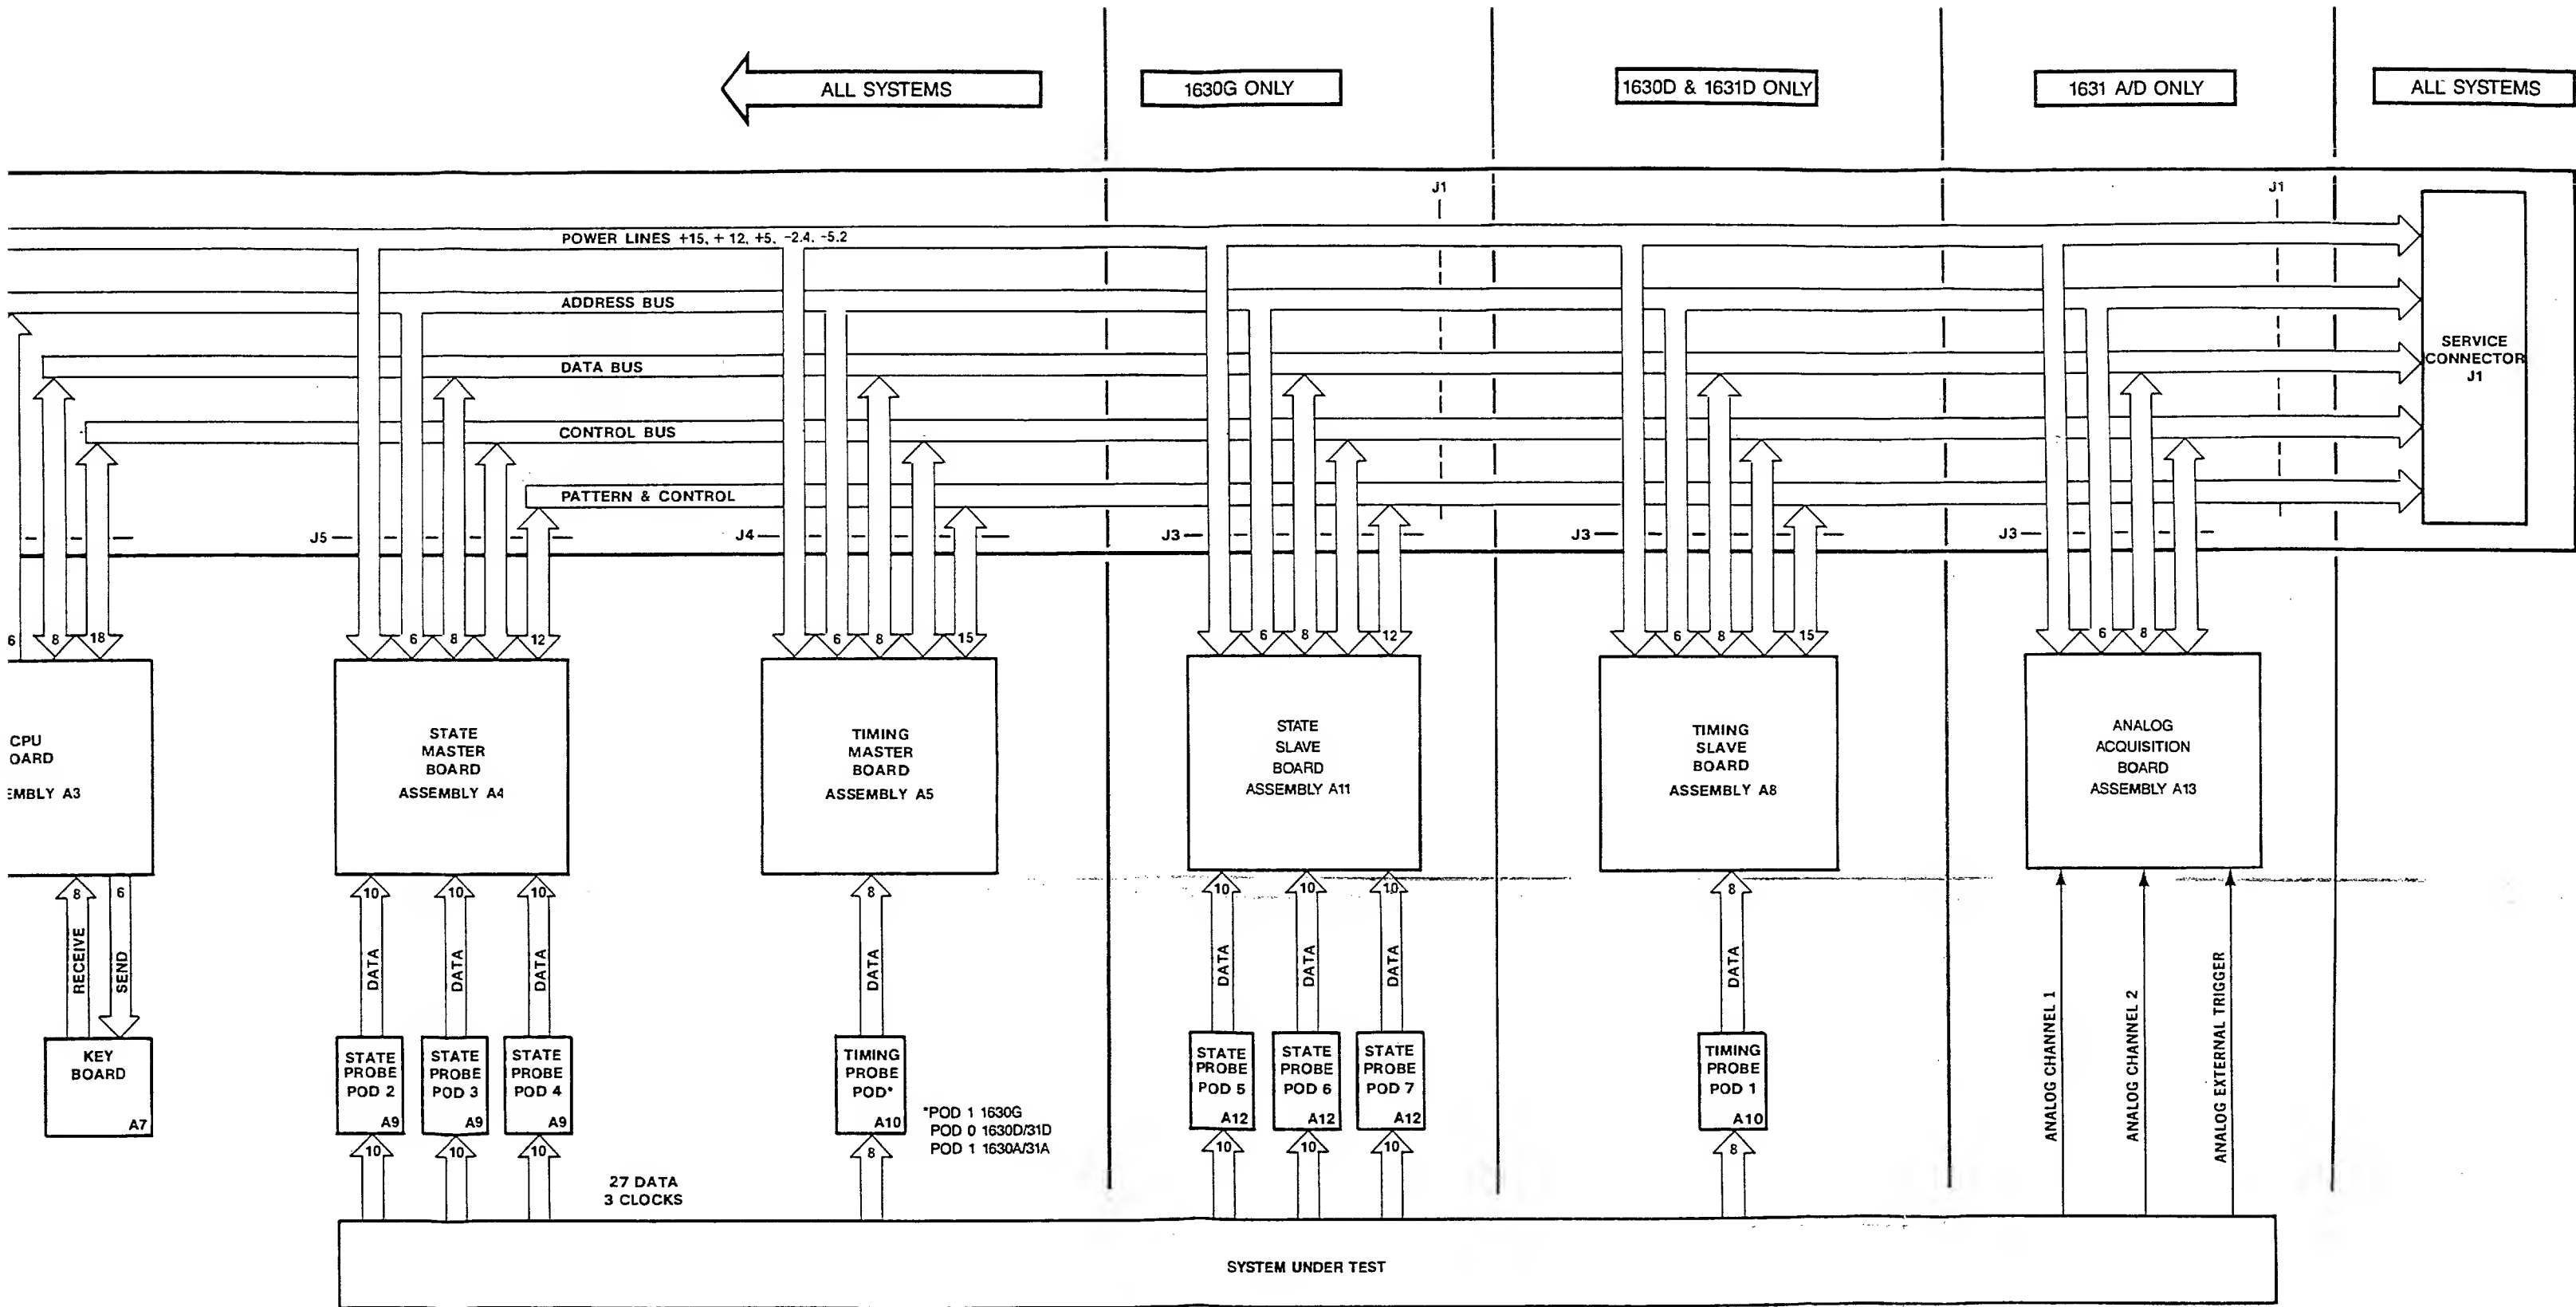 ALL SYSTEMS
1630G ONLY
1630D & 1631D ONLY
1631 A/D ONLY
ALL SYSTEMS
J1
J1
POWER LINES +15, + 12, +5, -2.4, -5.2
ADDRESS BUS
DATA BUS
CONTROL BUS
PATTERN & CONTROL
SERVICE
CONNECTOR
J1
J5
J4
J3
J3
J3
6 8 18
6 8 12
6 8 15
6 8 12
6 8 15
6 8
CPU
OARD
EMBLY A3
STATE
MASTER
BOARD
ASSEMBLY A4
TIMING
MASTER
BOARD
ASSEMBLY A5
STATE
SLAVE
BOARD
ASSEMBLY A11
TIMING
SLAVE
BOARD
ASSEMBLY A8
ANALOG
ACQUISITION
BOARD
ASSEMBLY A13
8 6
10 10 10
8
10 10 10
8
RECEIVE
SEND
DATA
DATA
DATA
DATA
DATA
DATA
DATA
DATA
ANALOG CHANNEL 1
ANALOG CHANNEL 2
ANALOG EXTERNAL TRIGGER
KEY
BOARD
A7
STATE
PROBE
POD 2
A9
STATE
PROBE
POD 3
A9
STATE
PROBE
POD 4
A9
TIMING
PROBE
POD*
A10
*POD 1 1630G
POD 0 1630D/31D
POD 1 1630A/31A
STATE
PROBE
POD 5
A12
STATE
PROBE
POD 6
A12
STATE
PROBE
POD 7
A12
TIMING
PROBE
POD 1
A10
10 10 10
8
10 10 10
8
27 DATA
3 CLOCKS
SYSTEM UNDER TEST